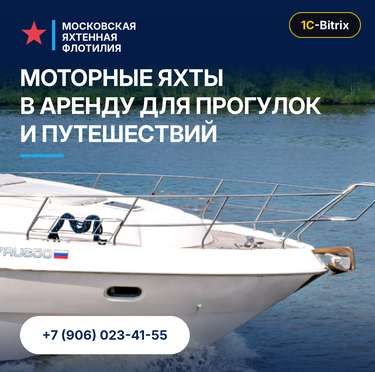 МОСКОВСКАЯ
ЯХТЕННАЯ
ФЛОТИЛИЯ
1C-Bitrix
МОТОРНЫЕ ЯХТЫ
В АРЕНДУ ДЛЯ ПРОГУЛОК
И ПУТЕШЕСТВИЙ
+7 (906) 023-41-55